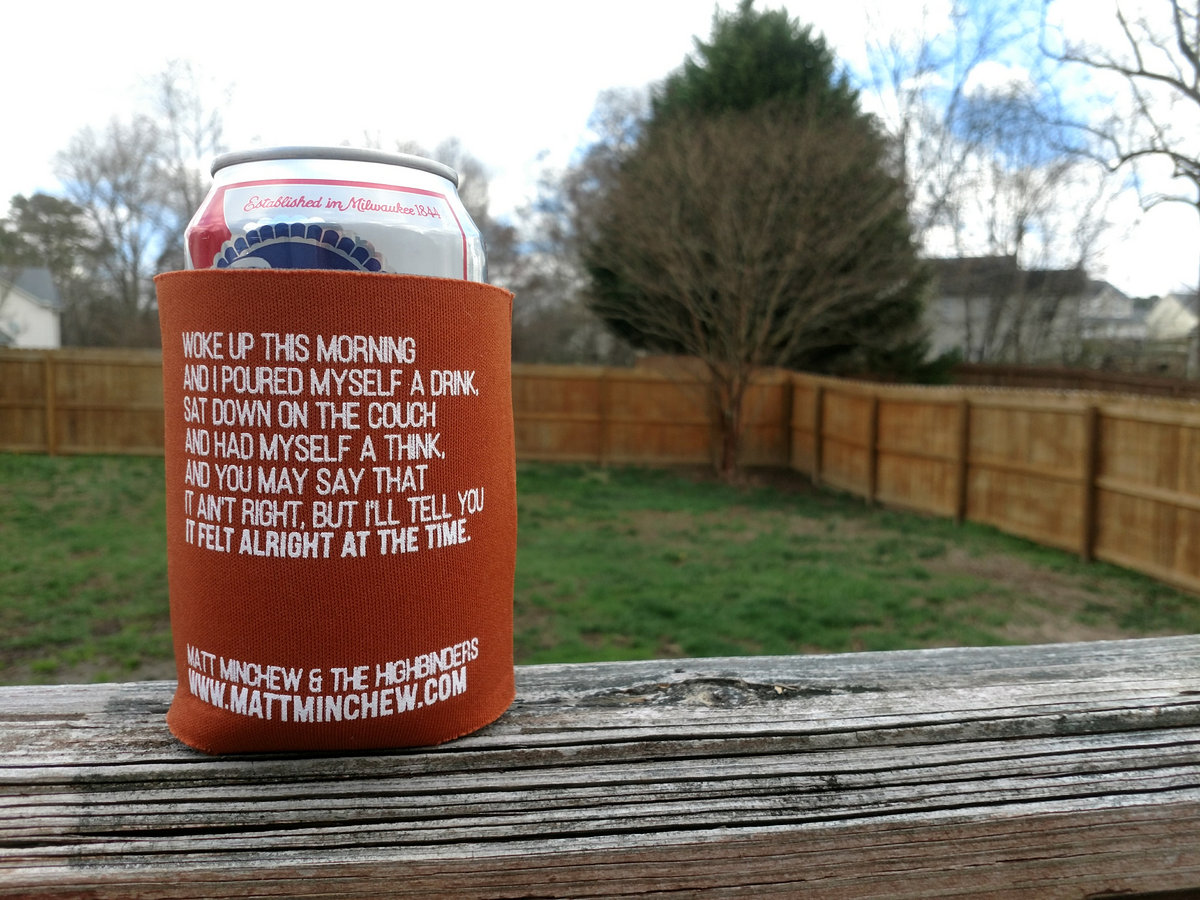 Established in Milwaukee 1844
WOKE UP THIS MORNING
AND I POURED MYSELF A DRINK,
SAT DOWN ON THE COUCH
AND HAD MYSELF A THINK,
AND YOU MAY SAY THAT
IT AIN'T RIGHT, BUT I'LL TELL YOU
IT FELT ALRIGHT AT THE TIME.
MATT MINCHEW & THE HIGHBINDERS
WWW.MATTMINCHEW.COM